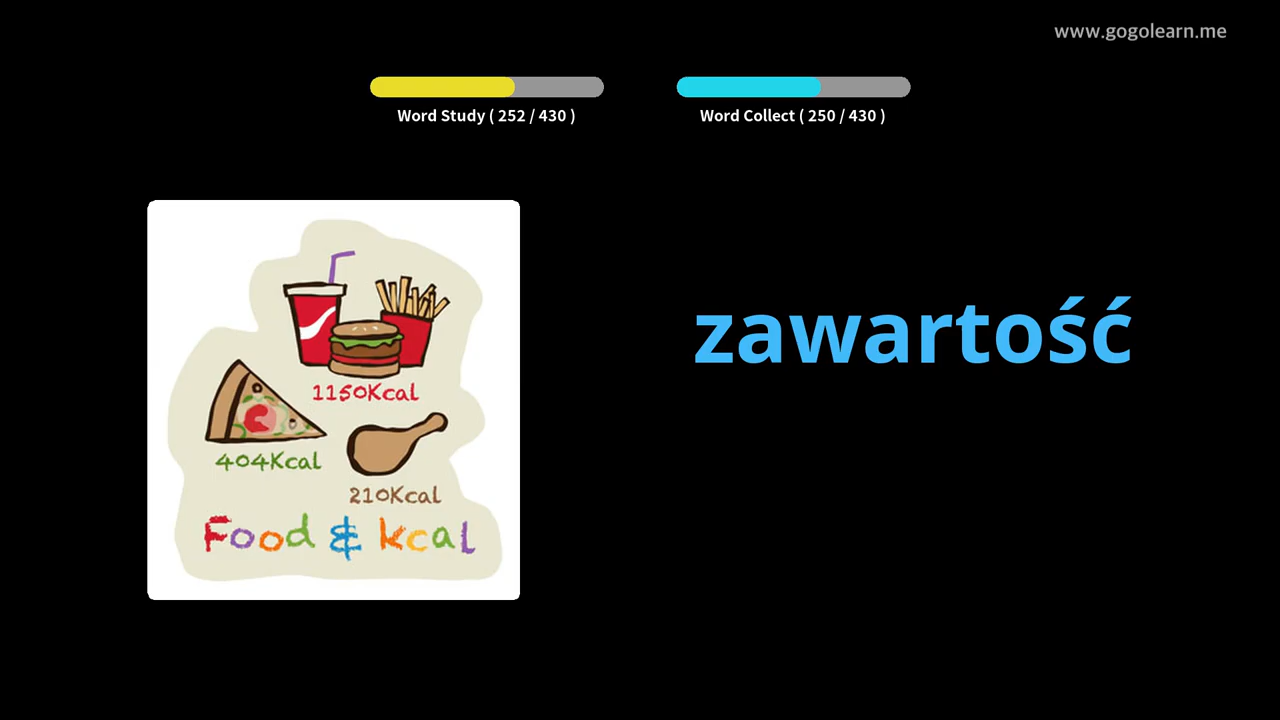 www.gogolearn.me
Word Study ( 252 / 430 )
Word Collect ( 250 / 430 )
zawartość
1150Kcal
404Kcal
210Kcal
Food & kcal